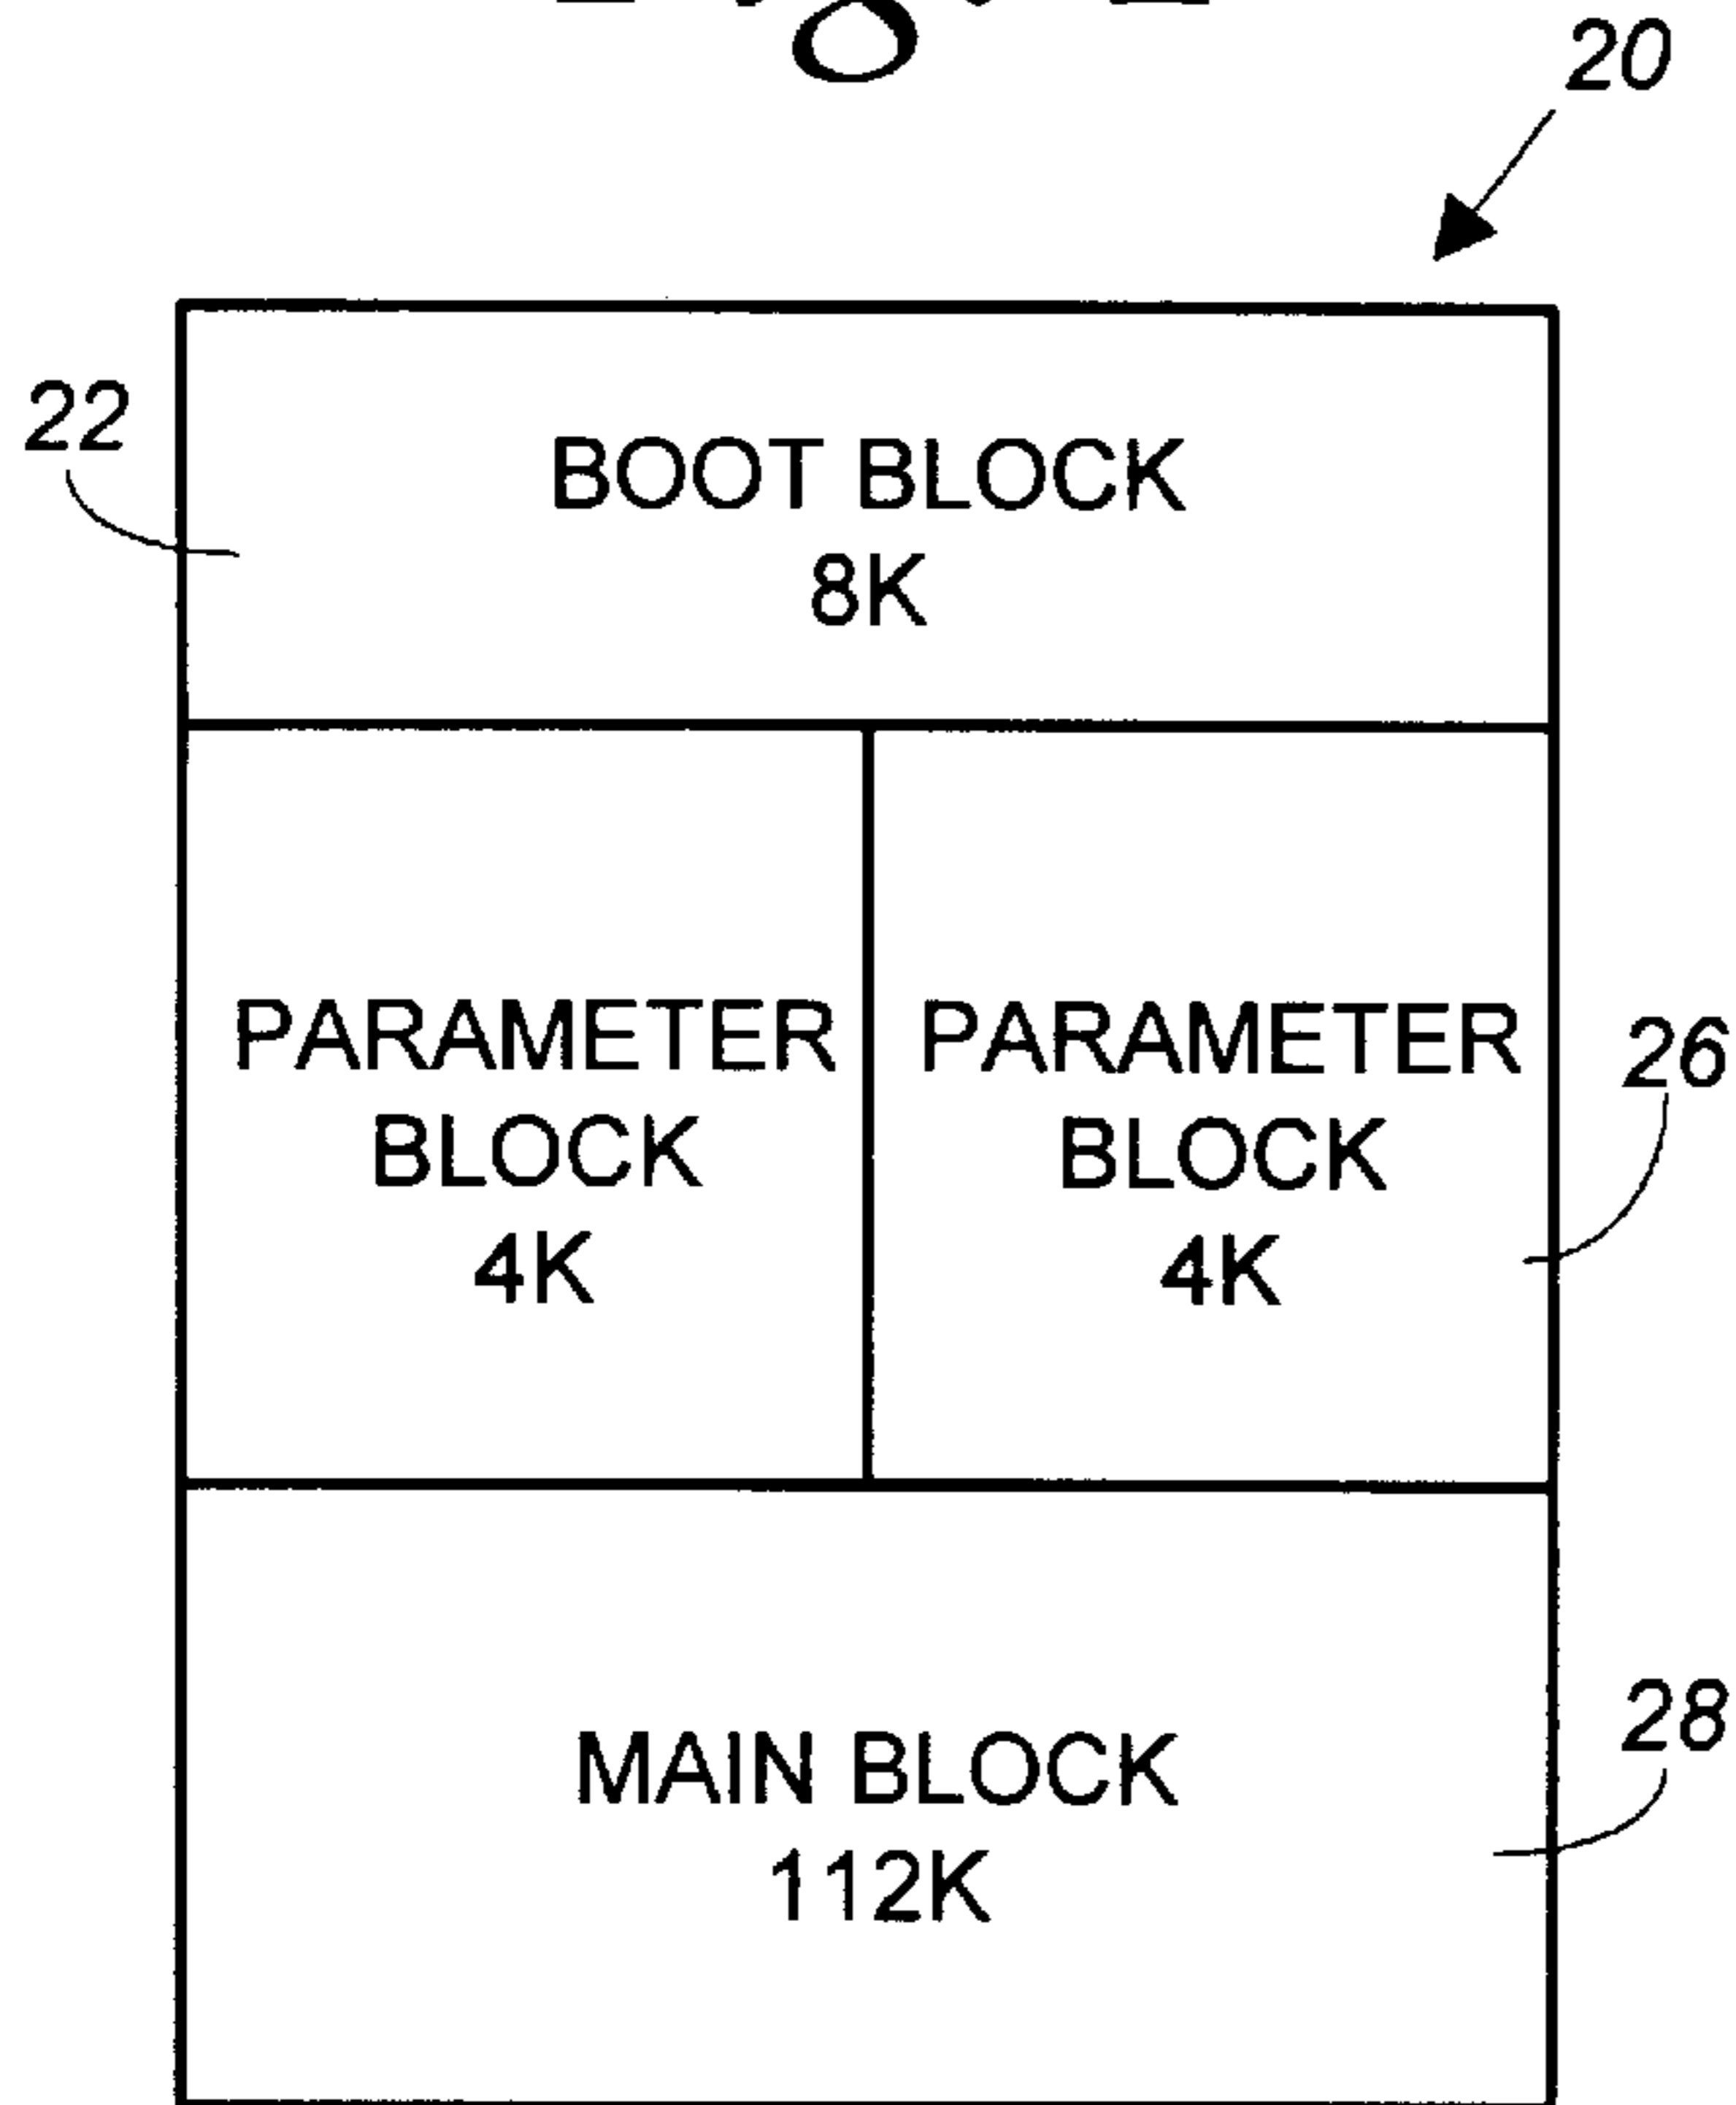 20
22
BOOT BLOCK
8K
PARAMETER
BLOCK
4K
PARAMETER
BLOCK
4K
26
MAIN BLOCK
112K
28